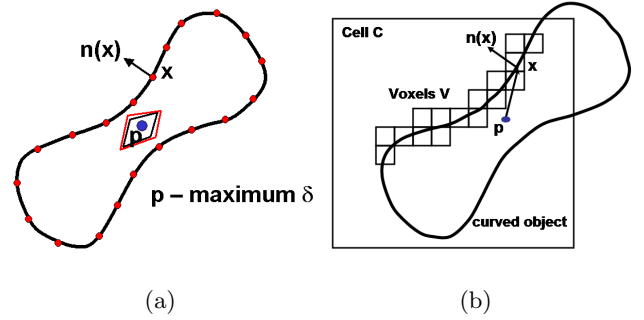 n(x)
x
p
p – maximum δ
(a)
Cell C
n(x)
x
Voxels V
p
curved object
(b)